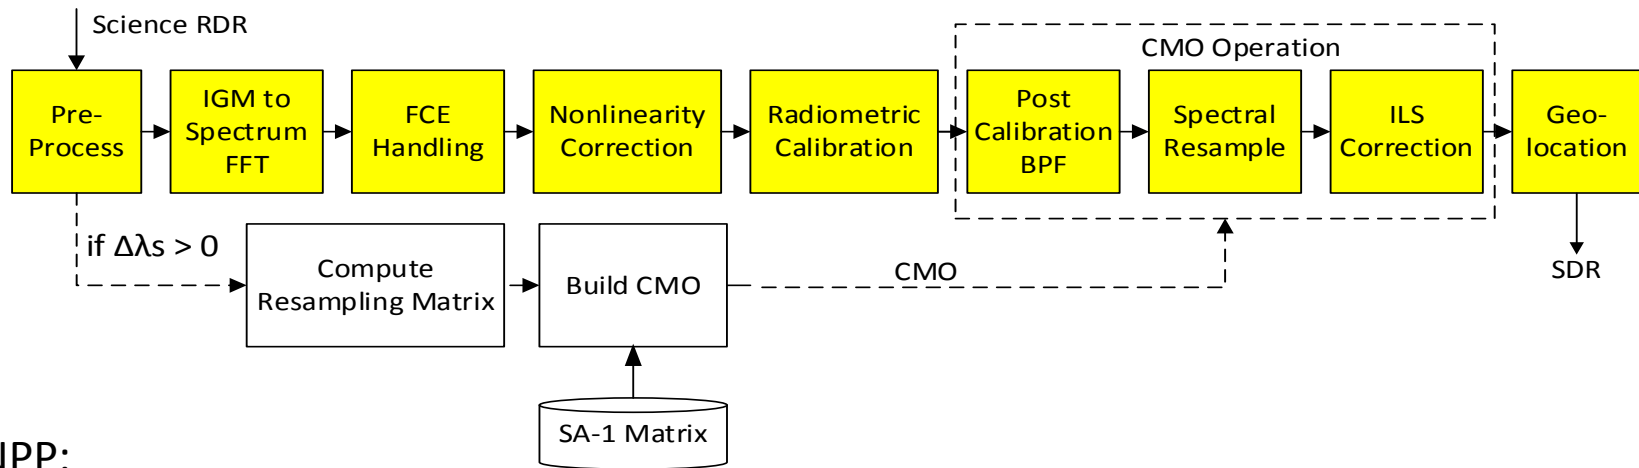 Science RDR
CMO Operation
Pre-
Process
IGM to
Spectrum
FFT
FCE
Handling
Nonlinearity
Correction
Radiometric
Calibration
Post
Calibration
BPF
Spectral
Resample
ILS
Correction
Geo-
location
if Δλs > 0
Compute
Resampling Matrix
Build CMO
CMO
SDR
SA-1 Matrix
NPP: